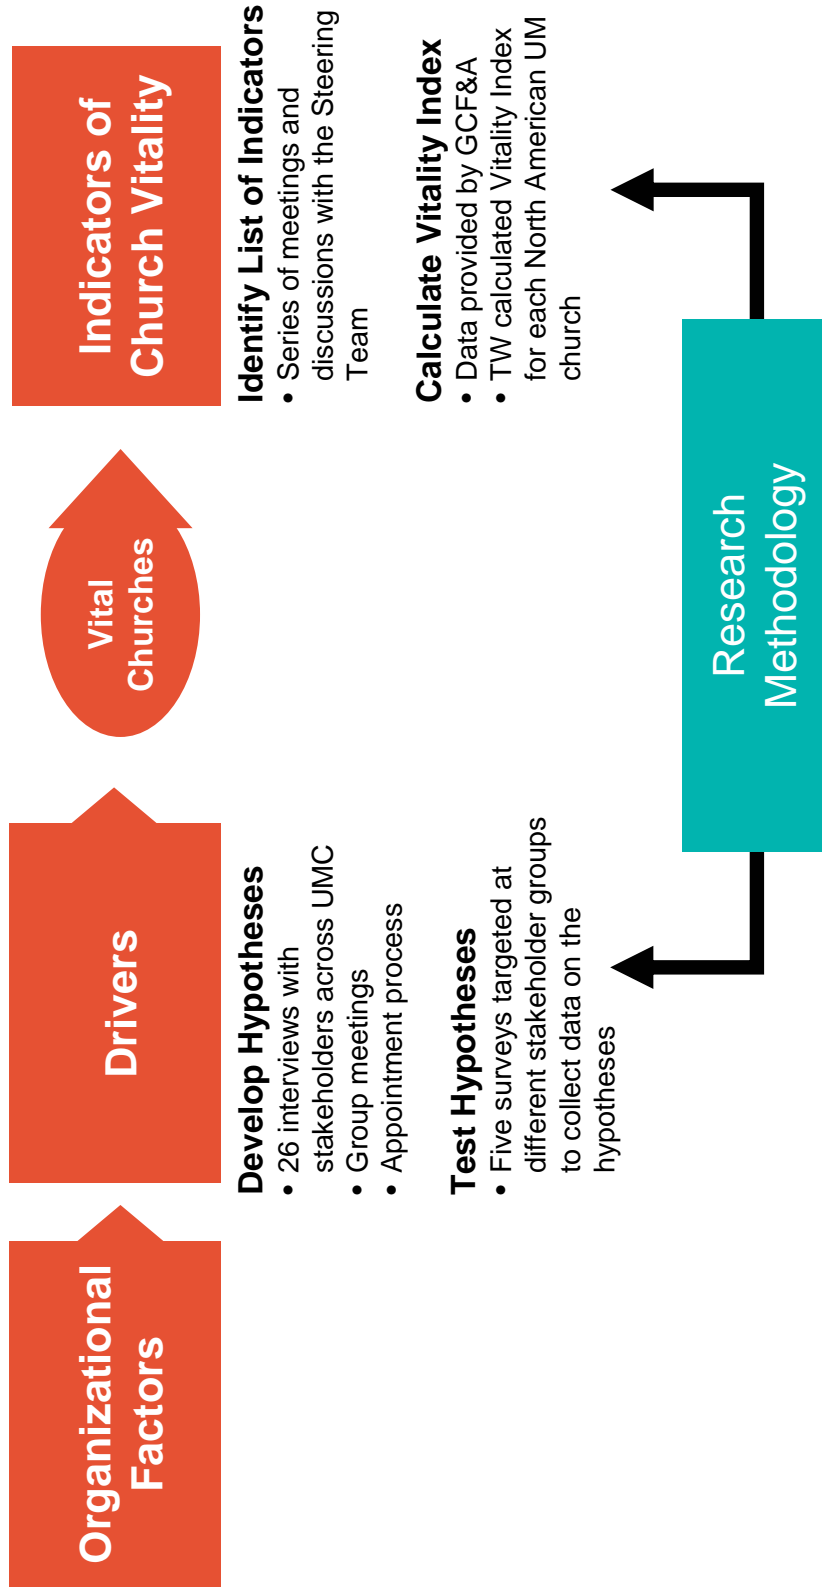 Organizational
Factors
Drivers
Vital
Churches
Indicators of
Church Vitality
Develop Hypotheses
• 26 interviews with
stakeholders across UMC
• Group meetings
• Appointment process
Test Hypotheses
• Five surveys targeted at
different stakeholder groups
to collect data on the
hypotheses
Identify List of Indicators
• Series of meetings and
discussions with the Steering
Team
Calculate Vitality Index
• Data provided by GCF&A
• TW calculated Vitality Index
for each North American UM
church
Research
Methodology